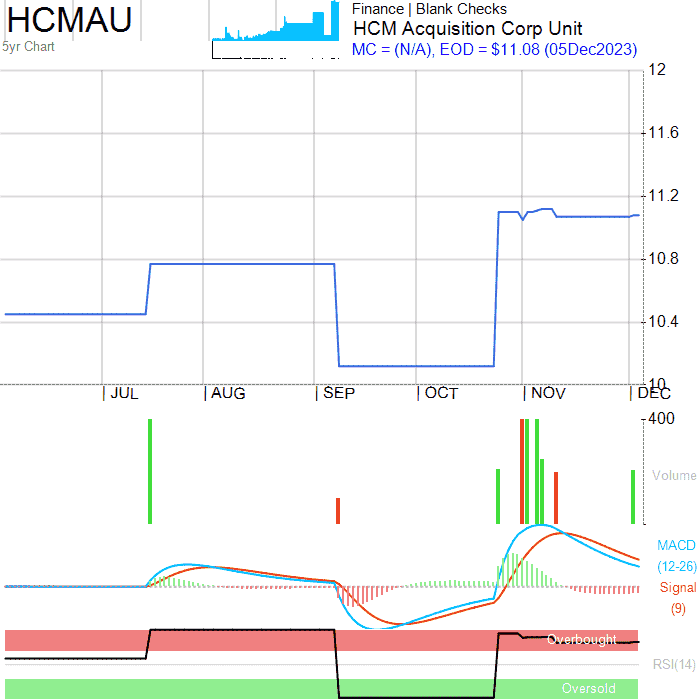 HCMAU
5yr Chart
Finance | Blank Checks
HCM Acquisition Corp Unit
MC = (N/A), EOD = $11.08 (05Dec2023)
12
11.6
11.2
10.8
10.4
10
JUL AUG SEP OCT NOV DEC
400
Volume
MACD
(12-26)
Signal
(9)
Overbought
RSI(14)
Oversold